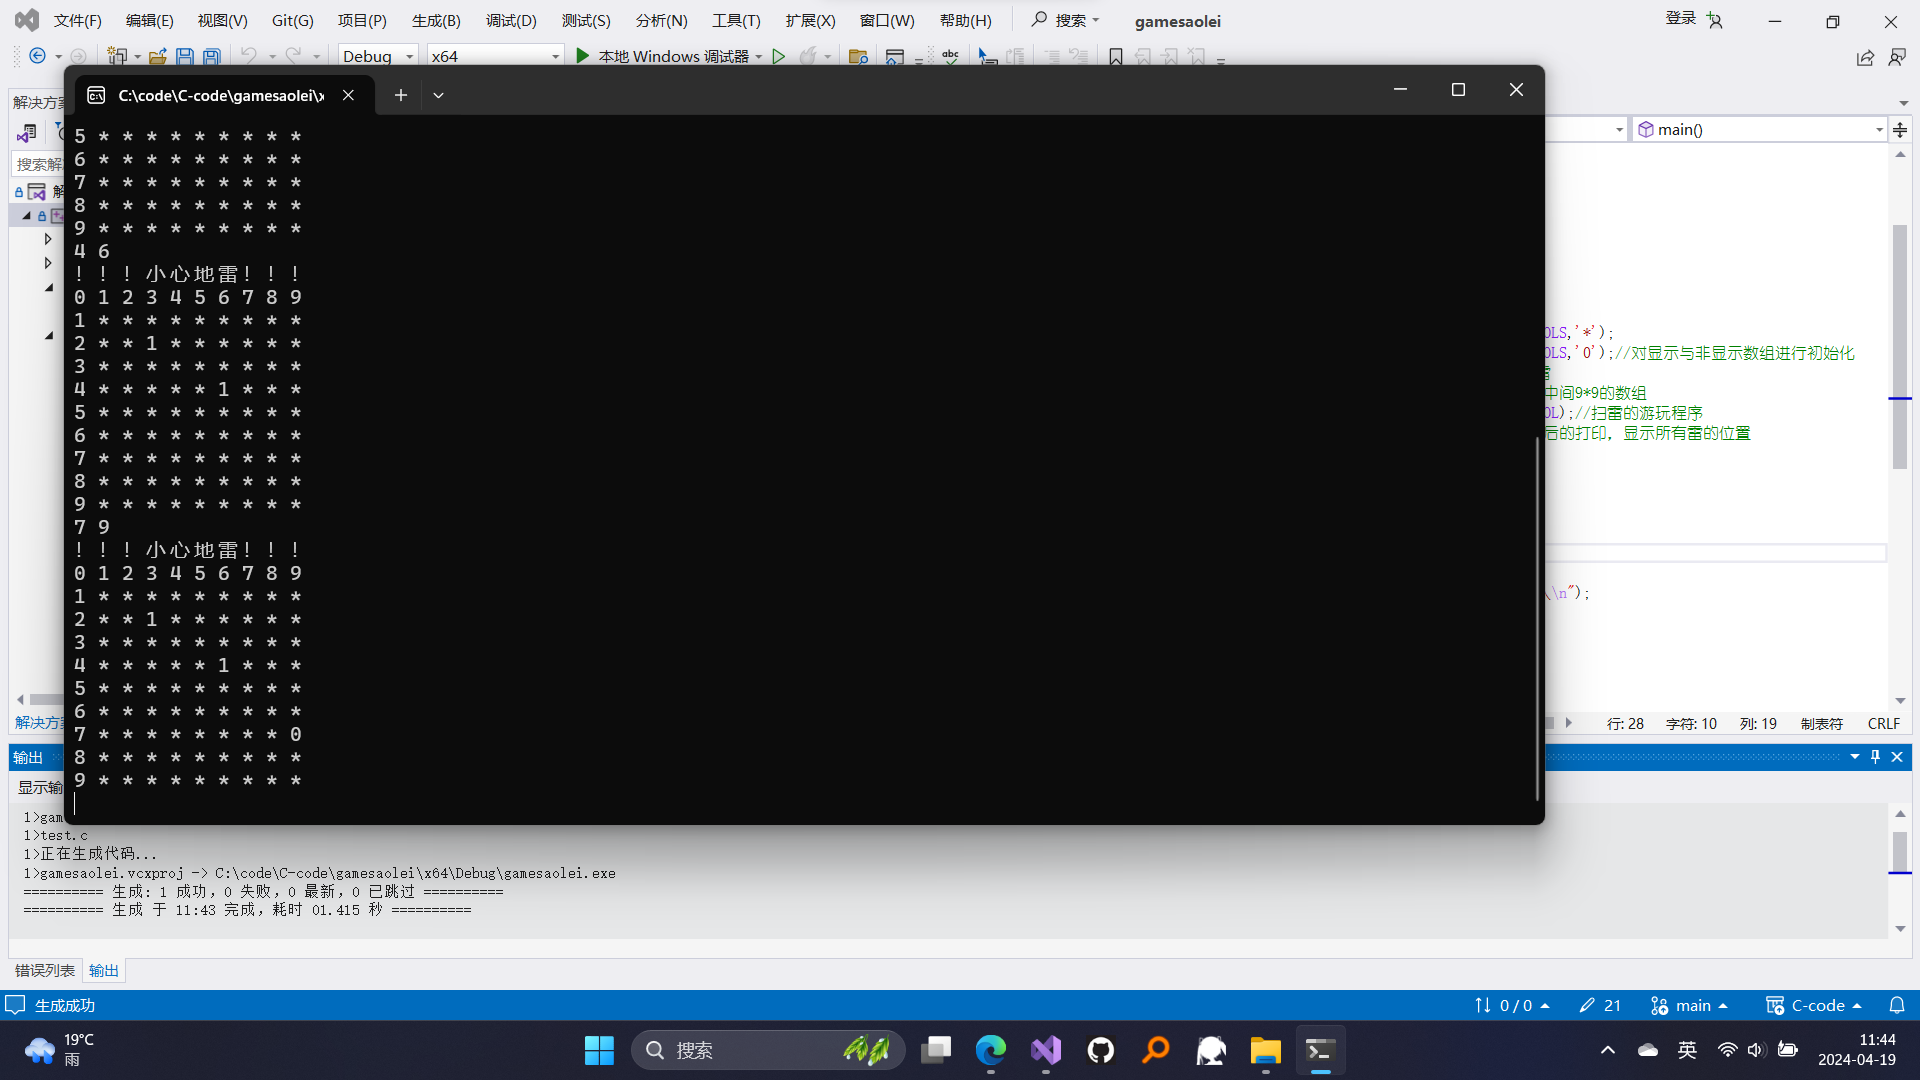 文件(F) 编辑(E) 视图(V) Git(G) 项目(P) 生成(B) 调试(D) 测试(S) 分析(N) 工具(T) 扩展(X) 窗口(W) 帮助(H) 搜索 gamesaolei 登录
Debug x64 本地 Windows 调试器
解决方
C:\code\C-code\gamesaolei\x
main()
搜索解
解
5 * * * * * * * * *
6 * * * * * * * * *
7 * * * * * * * * *
8 * * * * * * * * *
9 * * * * * * * * *
4 6
! ! ! 小心地雷! ! !
0 1 2 3 4 5 6 7 8 9
1 * * * * * * * * *
2 * * 1 * * * * * *
3 * * * * * * * * *
4 * * * * * 1 * * *
5 * * * * * * * * *
6 * * * * * * * * *
7 * * * * * * * * *
8 * * * * * * * * *
9 * * * * * * * * *
7 9
! ! ! 小心地雷! ! !
0 1 2 3 4 5 6 7 8 9
1 * * * * * * * * *
2 * * 1 * * * * * *
3 * * * * * * * * *
4 * * * * * 1 * * *
5 * * * * * * * * *
6 * * * * * * * * *
7 * * * * * * * * 0
8 * * * * * * * * *
9 * * * * * * * * *
OLS,'*');
OLS,'0');//对显示与非显示数组进行初始化
雷
中间9*9的数组
OL);//扫雷的游玩程序
后的打印，显示所有雷的位置
\\n");
解决方
行: 28 字符: 10 列: 19 制表符 CRLF
输出
显示输
1>gam
1>test.c
1>正在生成代码...
1>gamesaolei.vcxproj -> C:\code\C-code\gamesaolei\x64\Debug\gamesaolei.exe
========== 生成: 1 成功，0 失败，0 最新，0 已跳过 ==========
========== 生成 于 11:43 完成，耗时 01.415 秒 ==========
错误列表 输出
生成成功 0 / 0 21 main C-code
19°C
雨
搜索
英
11:44
2024-04-19